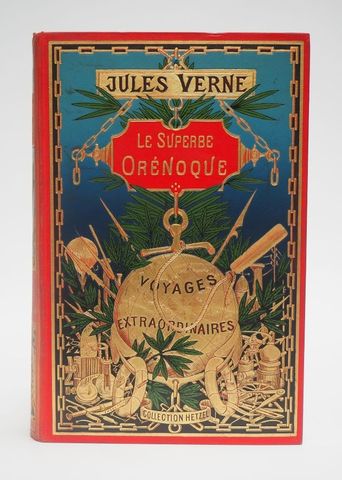 JULES VERNE
LE SUPERBE
ORÉNOQUE
VOYAGES
EXTRAORDINAIRES
COLLECTION HETZEL